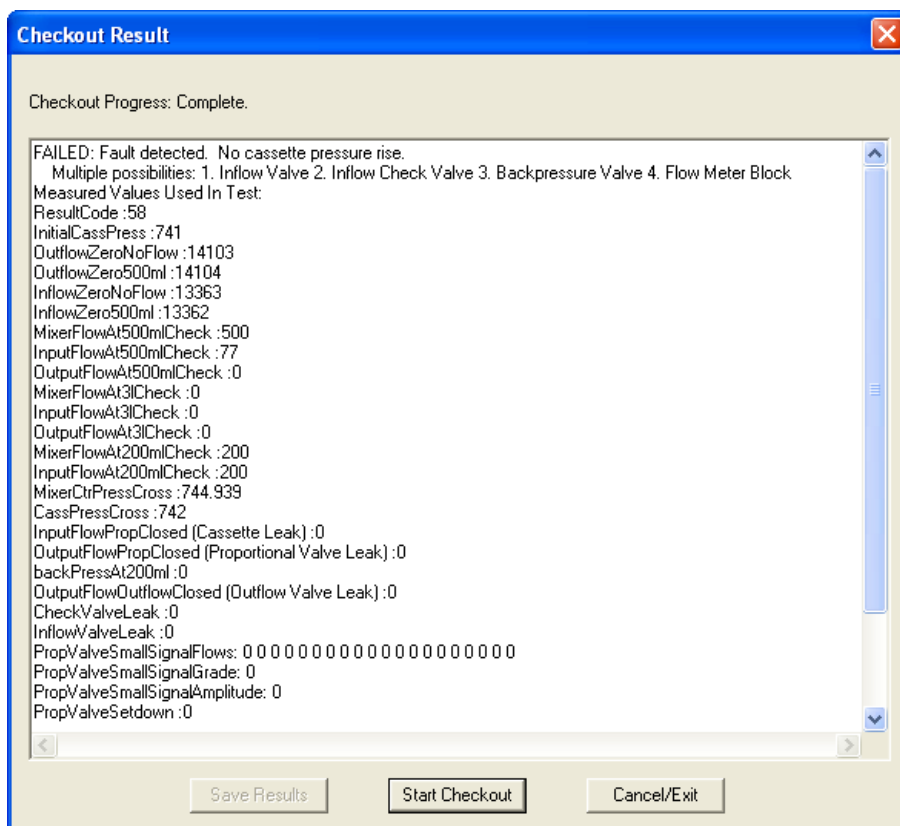 Checkout Result
Checkout Progress: Complete.
FAILED: Fault detected.  No cassette pressure rise.
Multiple possibilities: 1. Inflow Valve 2. Inflow Check Valve 3. Backpressure Valve 4. Flow Meter Block
Measured Values Used In Test:
ResultCode :58
InitialCassPress :741
OutflowZeroNoFlow :14103
OutflowZero500ml :14104
InflowZeroNoFlow :13363
InflowZero500ml :13362
MixerFlowAt500mlCheck :500
InputFlowAt500mlCheck :77
OutputFlowAt500mlCheck :0
MixerFlowAt3lCheck :0
InputFlowAt3lCheck :0
OutputFlowAt3lCheck :0
MixerFlowAt200mlCheck :200
InputFlowAt200mlCheck :200
MixerCtrPressCross :744.939
CassPressCross :742
InputFlowPropClosed (Cassette Leak) :0
OutputFlowPropClosed (Proportional Valve Leak) :0
backPressAt200ml :0
OutputFlowOutflowClosed (Outflow Valve Leak) :0
CheckValveLeak :0
InflowValveLeak :0
PropValveSmallSignalFlows: 0 0 0 0 0 0 0 0 0 0 0 0 0 0 0 0 0 0 0 0
PropValveSmallSignalGrade: 0
PropValveSmallSignalAmplitude: 0
PropValveSetdown :0
Save Results
Start Checkout
Cancel/Exit